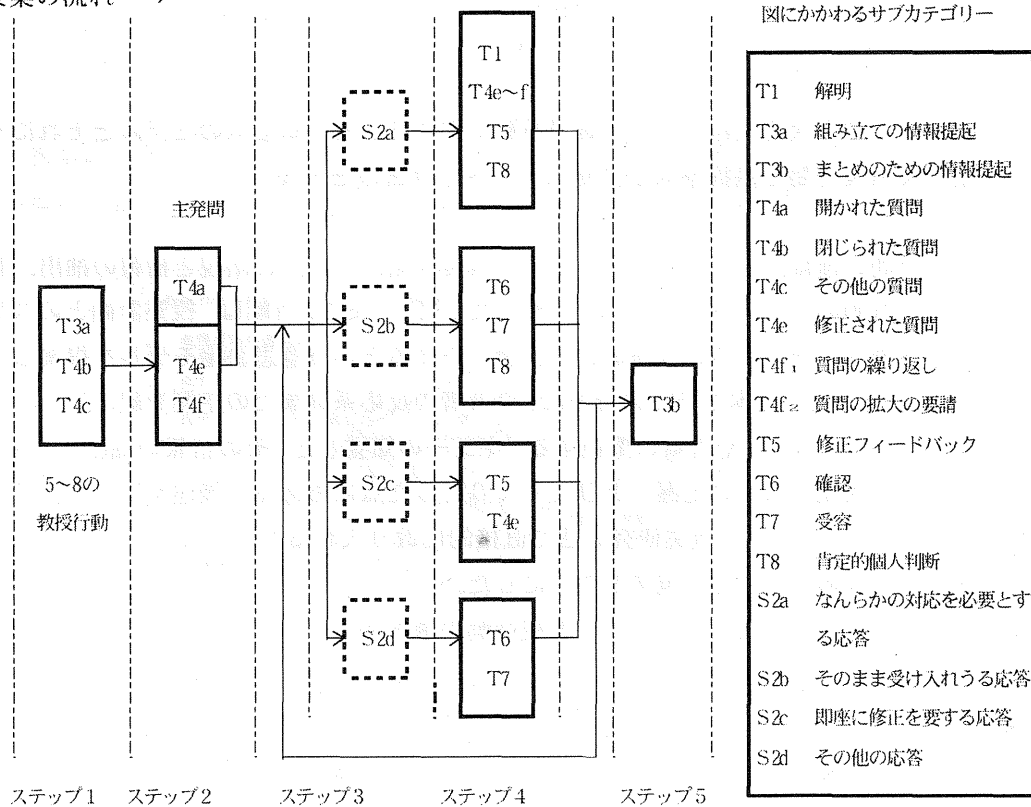 の流れ
図にかかわるサブカテゴリー
主発問
T3a
T4b
T4c
5~8の
教授行動
T4a
T4e
T4f
S2a
S2b
S2c
S2d
T1
T4e~f
T5
T8
T6
T7
T8
T5
T4e
T6
T7
T3b
T1 解明
T3a 組み立ての情報提起
T3b まとめのための情報提起
T4a 開かれた質問
T4b 閉じられた質問
T4c その他の質問
T4e 修正された質問
T4f₁ 質問の繰り返し
T4f₂ 質問の拡大の要請
T5 修正フィードバック
T6 確認
T7 受容
T8 肯定的個人判断
S2a なんらかの対応を必要とす
る応答
S2b そのまま受け入れうる応答
S2c 即座に修正を要する応答
S2d その他の応答
ステップ1 ステップ2 ステップ3 ステップ4 ステップ5